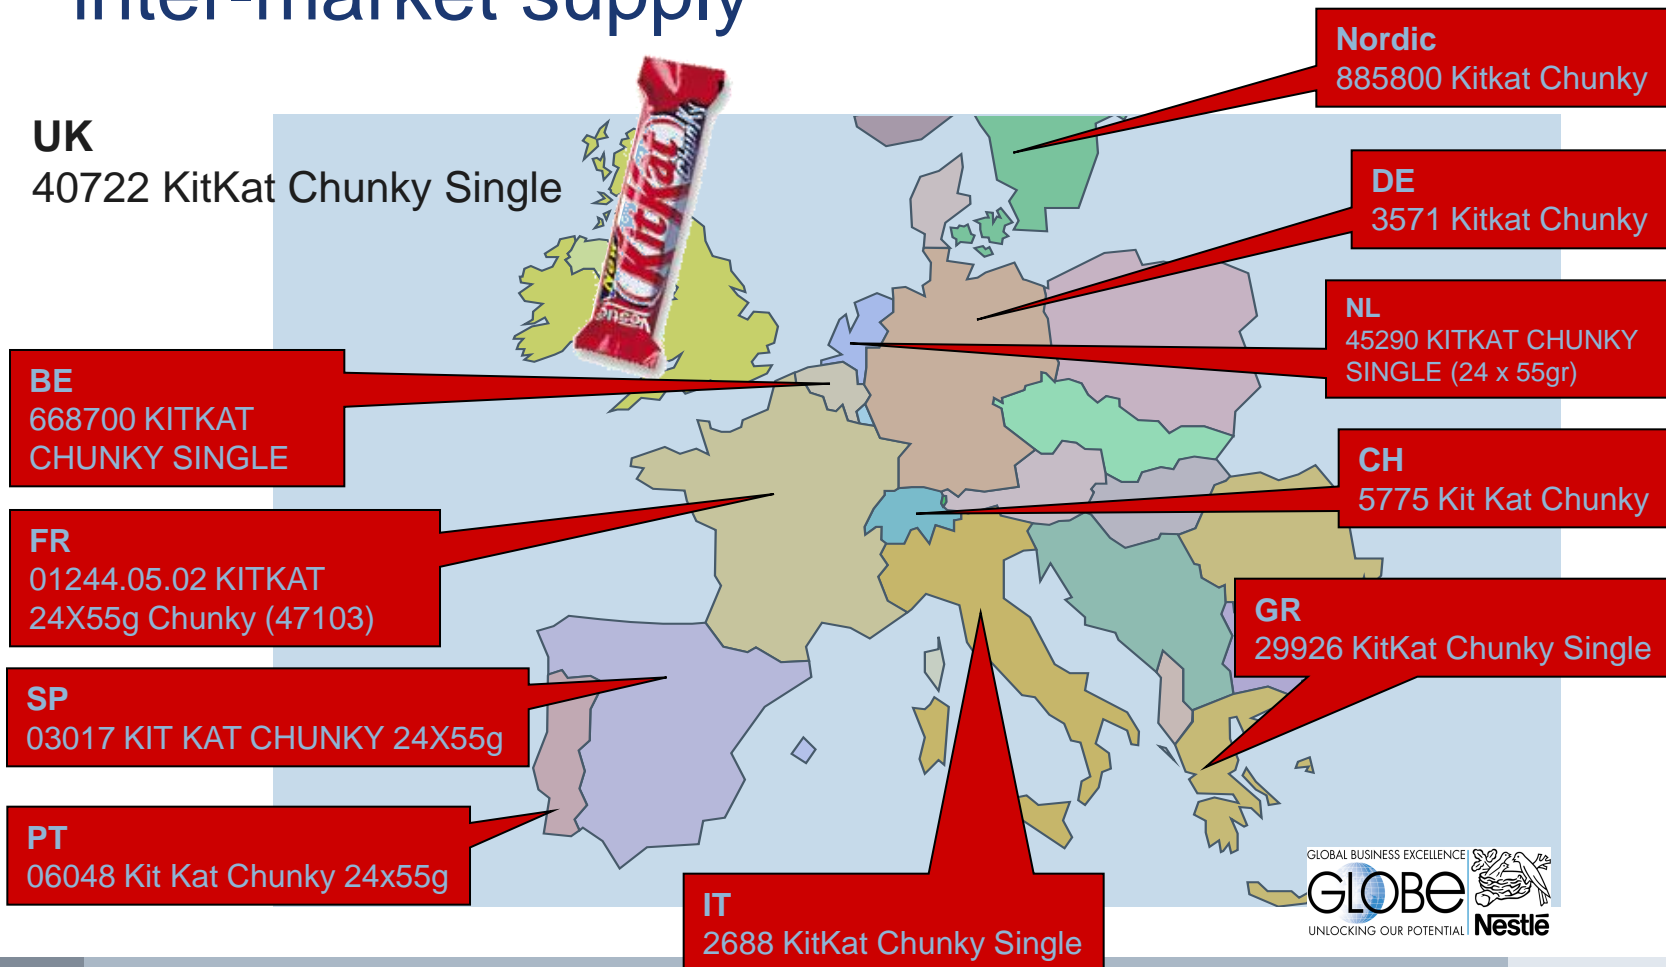 inter-market supply
Nordic
885800 Kitkat Chunky
UK
40722 KitKat Chunky Single
DE
3571 Kitkat Chunky
NL
45290 KITKAT CHUNKY
SINGLE (24 x 55gr)
BE
668700 KITKAT
CHUNKY SINGLE
CH
5775 Kit Kat Chunky
FR
01244.05.02 KITKAT
24X55g Chunky (47103)
GR
29926 KitKat Chunky Single
SP
03017 KIT KAT CHUNKY 24X55g
PT
06048 Kit Kat Chunky 24x55g
IT
2688 KitKat Chunky Single
KitKat
Chunky
Nestlé
GLOBAL BUSINESS EXCELLENCE
GLOBE
UNLOCKING OUR POTENTIAL
Nestlé